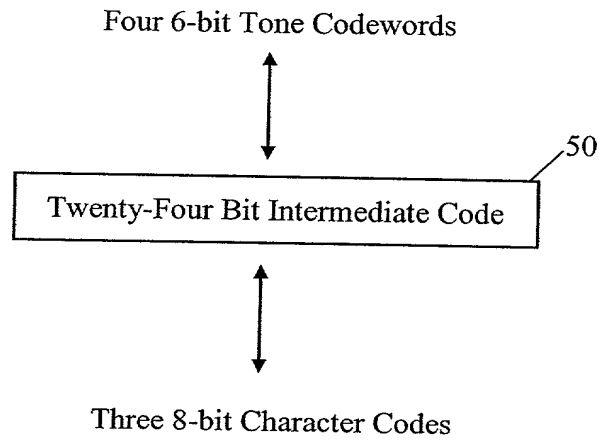 Four 6-bit Tone Codewords
50
Twenty-Four Bit Intermediate Code
Three 8-bit Character Codes